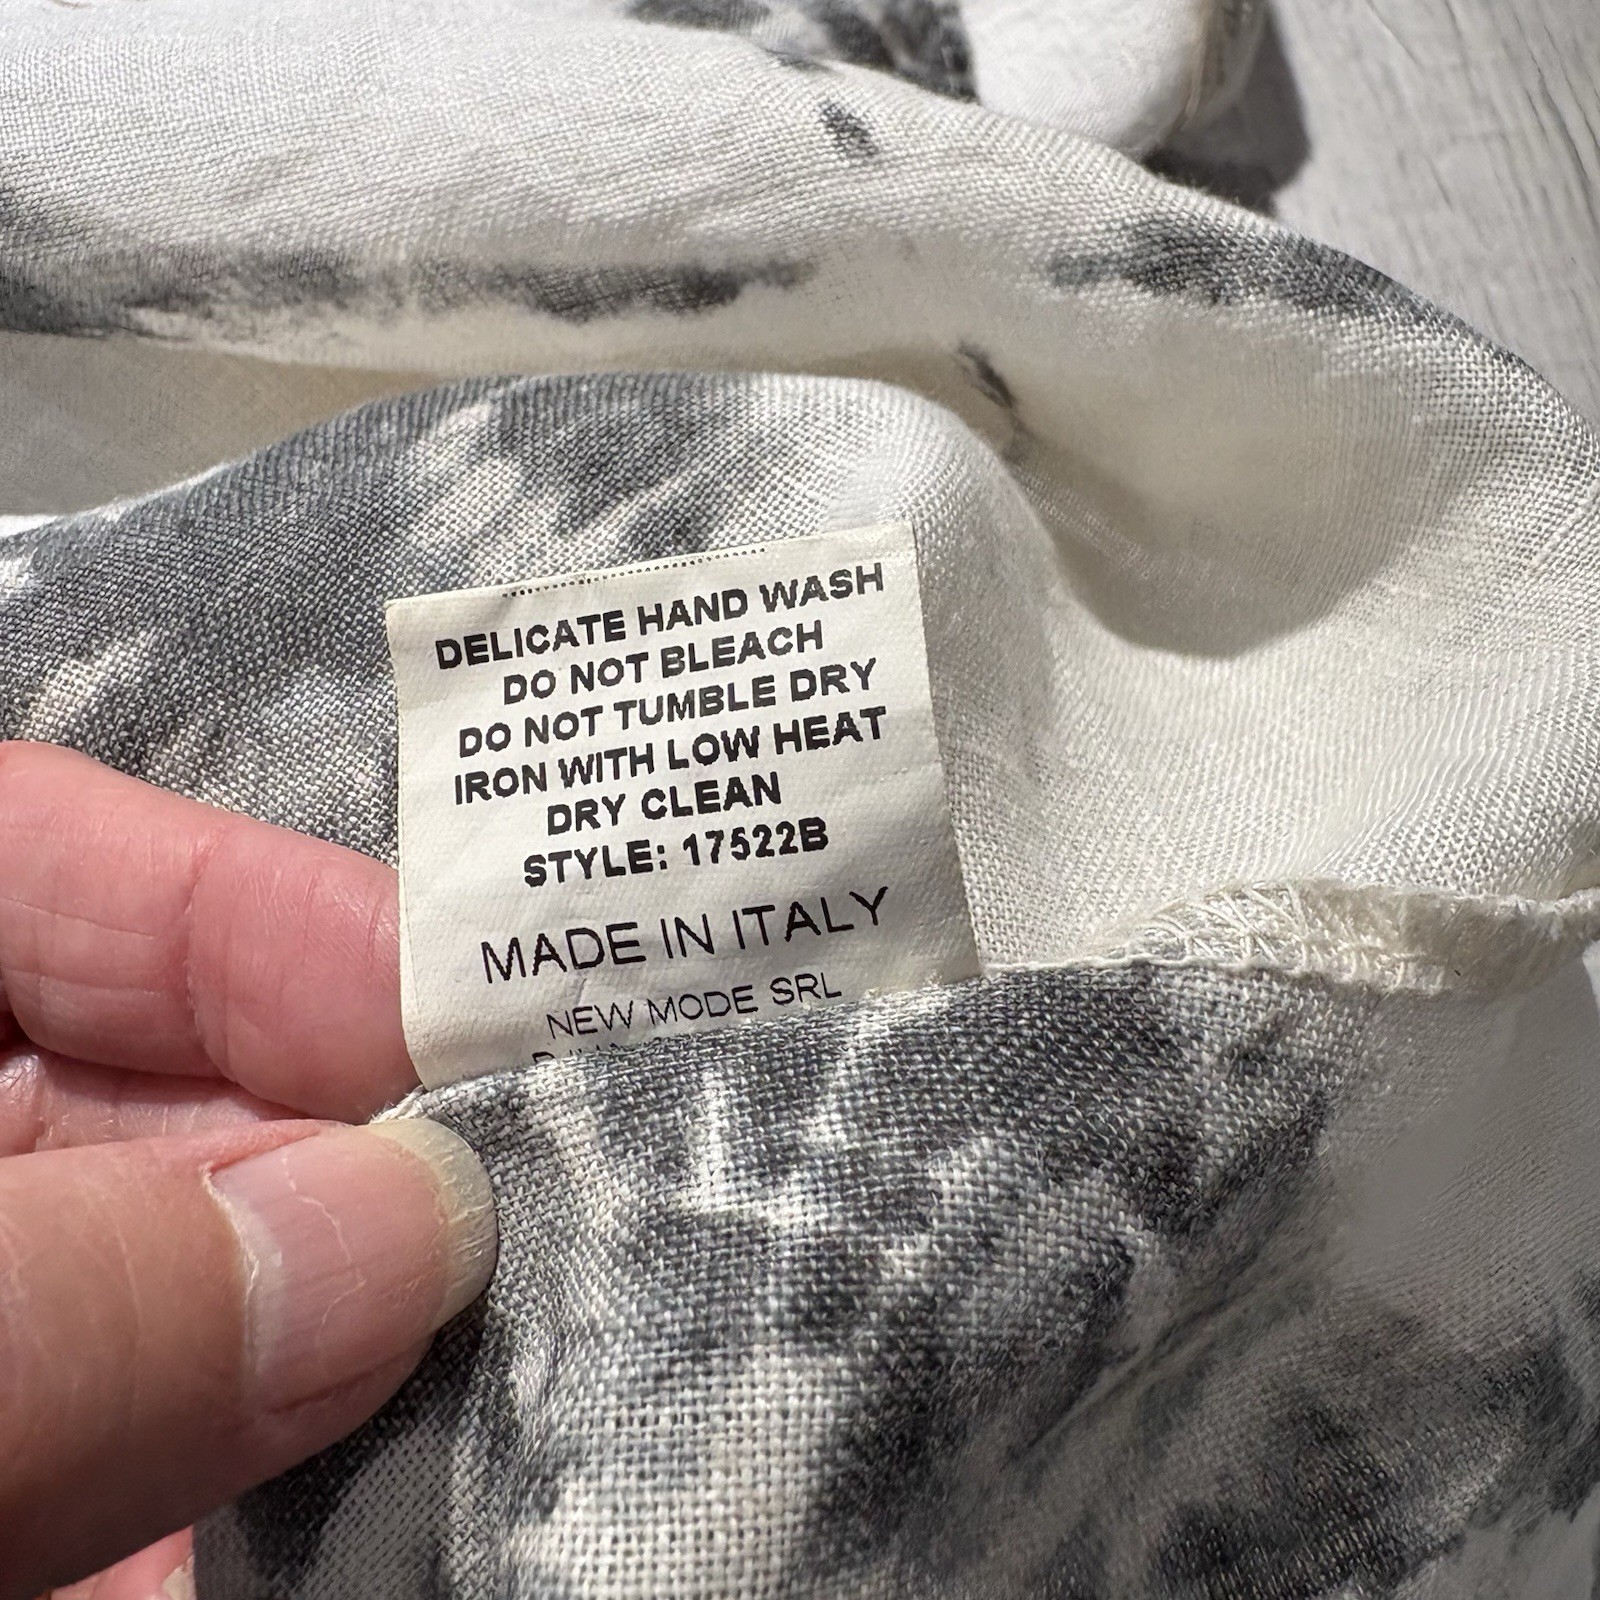 DELICATE HAND WASH
DO NOT BLEACH
DO NOT TUMBLE DRY
IRON WITH LOW HEAT
DRY CLEAN
STYLE: 17522B
MADE IN ITALY
NEW MODE SRL